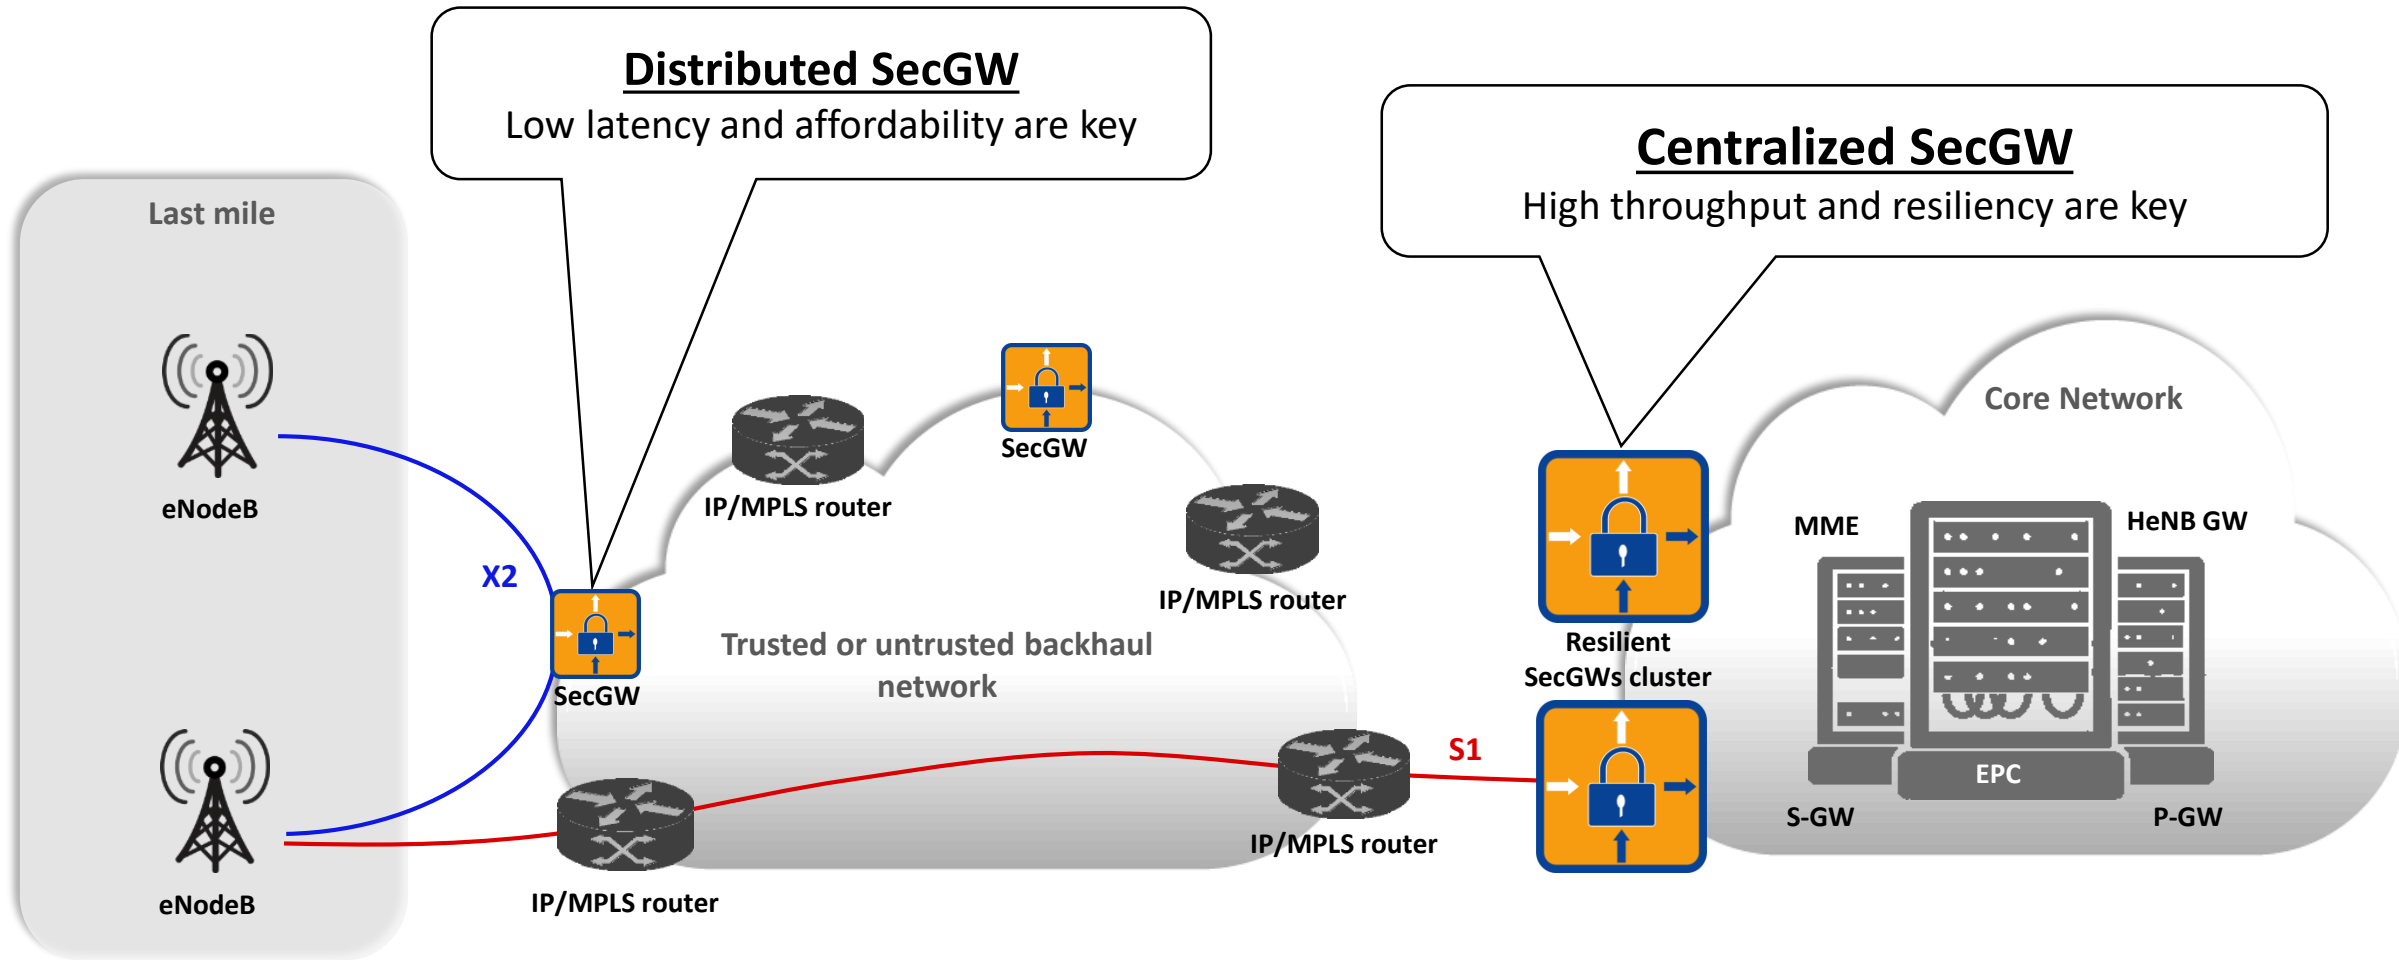 Distributed SecGW
Low latency and affordability are key
Centralized SecGW
High throughput and resiliency are key
Last mile
eNodeB
eNodeB
X2
SecGW
IP/MPLS router
SecGW
IP/MPLS router
Trusted or untrusted backhaul
network
IP/MPLS router
IP/MPLS router
S1
Resilient
SecGWs cluster
Core Network
MME
HeNB GW
EPC
S-GW
P-GW